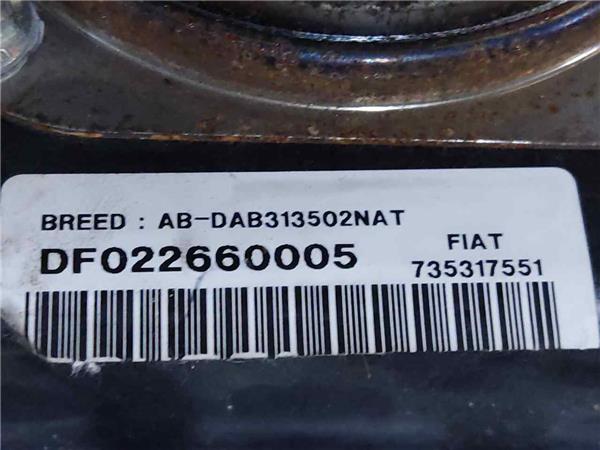 BREED : AB-DAB313502NAT
DF022660005
FIAT
735317551